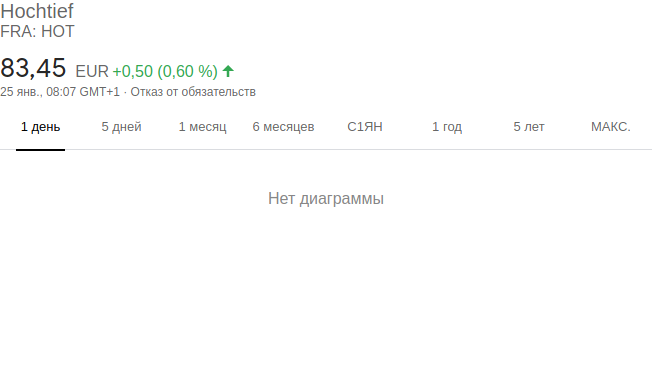 Hochtief
FRA: HOT
83,45 EUR +0,50 (0,60 %)
25 янв., 08:07 GMT+1 · Отказ от обязательств
1 день 5 дней 1 месяц 6 месяцев С1ЯН 1 год 5 лет МАКС.
Нет диаграммы